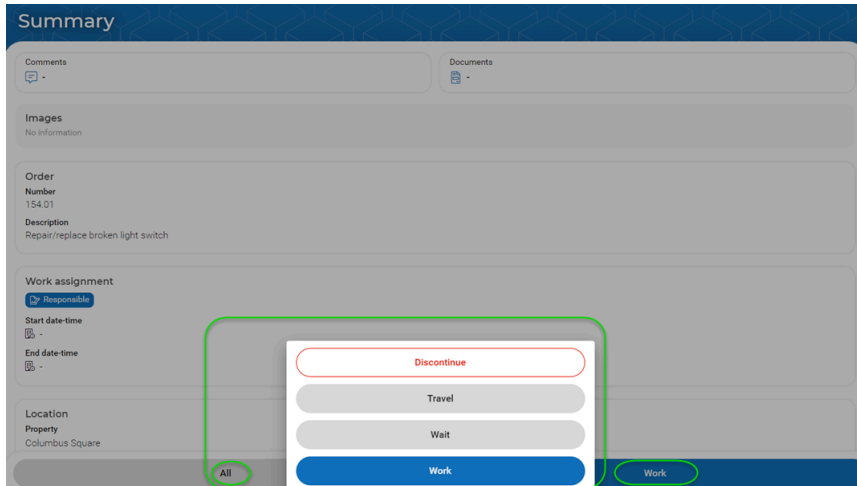 Summary
Comments
-
Documents
-
Images
No information
Order
Number
154.01
Description
Repair/replace broken light switch
Work assignment
Responsible
Start date-time
-
End date-time
-
Location
Property
Columbus Square
Discontinue
Travel
Wait
Work
All
Work